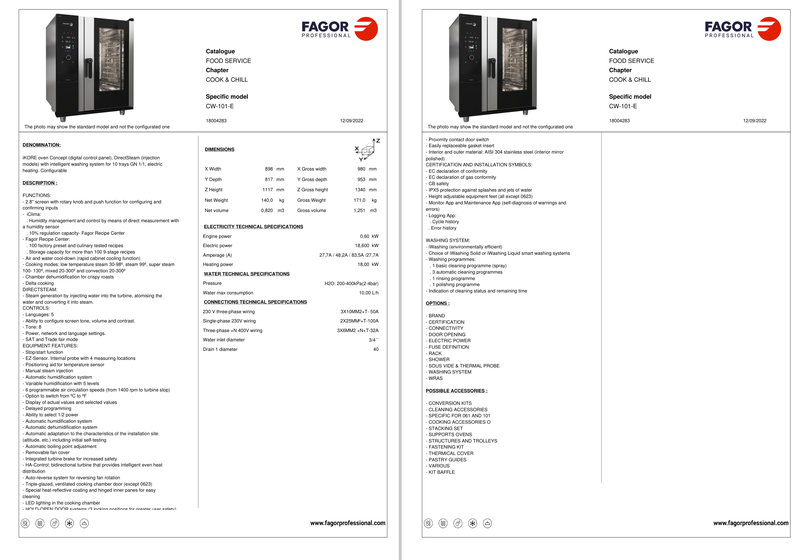 FAGOR
PROFESSIONAL
Catalogue
FOOD SERVICE
Chapter
COOK & CHILL
Specific model
CW-101-E
18004283
12/09/2022
The photo may show the standard model and not the configurated one
DENOMINATION:
iKORE oven Concept (digital control panel), DirectSteam (injection
models) with intelligent washing system for 10 trays GN 1/1, electric
heating. Configurable
DESCRIPTION :
FUNCTIONS:
- 2.8" screen with rotary knob and push function for configuring and
confirming inputs
- iClima:
. Humidity management and control by means of direct measurement with
a humidity sensor
. 10% regulation capacity- Fagor Recipe Center
- Fagor Recipe Center:
. 100 factory preset and culinary tested recipes
. Storage capacity for more than 100 9-stage recipes
- Air and water cool-down (rapid cabinet cooling function)
- Cooking modes: low temperature steam 30-98º, steam 99º, super steam
100- 130º, mixed 20-300º and convection 20-300º
- Chamber dehumidification for crispy roasts
- Delta cooking
DIRECTSTEAM:
- Steam generation by injecting water into the turbine, atomising the
water and converting it into steam.
CONTROLS:
- Languages: 5
- Ability to configure screen tone, volume and contrast.
- Tone: 8
- Power, network and language settings.
- SAT and Trade fair mode
EQUIPMENT FEATURES:
- Stop/start function
- EZ-Sensor. Internal probe with 4 measuring locations
- Positioning aid for temperature sensor
- Manual steam injection
- Automatic humidification system
- Variable humidification with 5 levels
- 6 programmable air circulation speeds (from 1400 rpm to turbine stop)
- Option to switch from ºC to ºF
- Display of actual values and selected values
- Delayed programming
- Ability to select 1/2 power
- Automatic humidification system
- Automatic dehumidification system
- Automatic adaptation to the characteristics of the installation site
(altitude, etc.) including initial self-testing
- Automatic boiling point adjustment
- Removable fan cover
- Integrated turbine brake for increased safety
- HA-Control: bidirectional turbine that provides intelligent even heat
distribution
- Auto-reverse system for reversing fan rotation
- Triple-glazed, ventilated cooking chamber door (except 0623)
- Special heat-reflective coating and hinged inner panes for easy
cleaning
- LED lighting in the cooking chamber
- HOLD-OPEN DOOR systems (3 locking positions for greater user safety)
DIMENSIONS
X
Y
Z
X Width 898 mm X Gross width 980 mm
Y Depth 817 mm Y Gross depth 953 mm
Z Height 1117 mm Z Gross height 1340 mm
Net Weight 140,0 kg Gross Weight 171,0 kg
Net volume 0,820 m3 Gross volume 1,251 m3
ELECTRICITY TECHNICAL SPECIFICATIONS
Engine power 0,60 kW
Electric power 18,600 kW
Amperage (A) 27,7A / 48,2A / 83,5A /27,7A
Heating power 18,00 kW
WATER TECHNICAL SPECIFICATIONS
Pressure H2O: 200-400kPa(2-4bar)
Water max consumption 10,00 L/h
CONNECTIONS TECHNICAL SPECIFICATIONS
230 V three-phase wiring 3X10MM2+T- 50A
Single-phase 230V wiring 2X25MM²+T-100A
Three-phase +N 400V wiring 3X6MM2 +N+T-32A
Water inlet diameter 3/4´´
Drain 1 diameter 40
www.fagorprofessional.com
FAGOR
PROFESSIONAL
Catalogue
FOOD SERVICE
Chapter
COOK & CHILL
Specific model
CW-101-E
18004283
12/09/2022
The photo may show the standard model and not the configurated one
- Proximity contact door switch
- Easily replaceable gasket insert
- Interior and outer material: AISI 304 stainless steel (interior mirror
polished)
CERTIFICATION AND INSTALLATION SYMBOLS:
- EC declaration of conformity
- EC declaration of gas conformity
- CB safety
- IPX5 protection against splashes and jets of water
- Height adjustable equipment feet (all except 0623)
- Monitor App and Maintenance App (self-diagnosis of warnings and
errors)
- Logging App:
. Cycle history
. Error history
WASHING SYSTEM:
- iWashing (environmentally efficient)
- Choice of iWashing Solid or iWashing Liquid smart washing systems
- Washing programmes:
. 1 basic cleaning programme (spray)
. 3 automatic cleaning programmes
. 1 rinsing programme
. 1 polishing programme
- Indication of cleaning status and remaining time
OPTIONS :
- BRAND
- CERTIFICATION
- CONNECTIVITY
- DOOR OPENING
- ELECTRIC POWER
- FUSE DEFINITION
- RACK
- SHOWER
- SOUS VIDE & THERMAL PROBE
- WASHING SYSTEM
- WRAS
POSSIBLE ACCESSORIES :
- CONVERSION KITS
- CLEANING ACCESSORIES
- SPECIFIC FOR 061 AND 101
- COOKING ACCESSORIES O
- STACKING SET
- SUPPORTS OVENS
- STRUCTURES AND TROLLEYS
- FASTENING KIT
- THERMAL COVER
- PASTRY GUIDES
- VARIOUS
- KIT BAFFLE
www.fagorprofessional.com